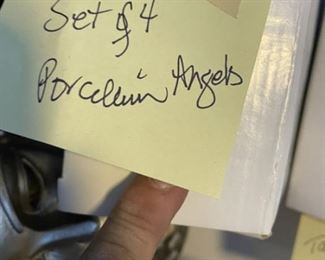 Set of 4
Porcelain Angels